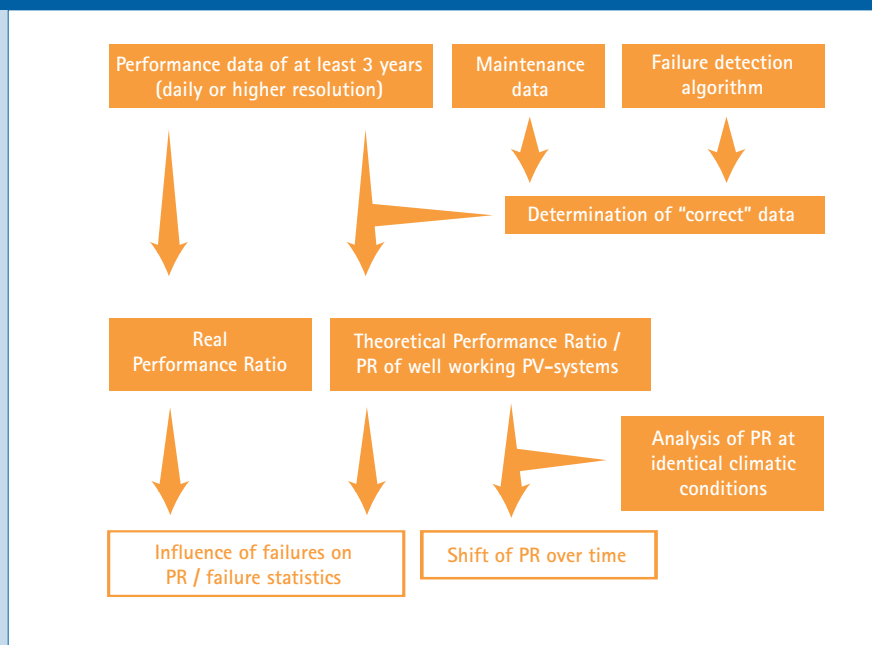 Performance data of at least 3 years
(daily or higher resolution)
Maintenance
data
Failure detection
algorithm
Determination of "correct" data
Real
Performance Ratio
Theoretical Performance Ratio /
PR of well working PV-systems
Analysis of PR at
identical climatic
conditions
Influence of failures on
PR / failure statistics
Shift of PR over time